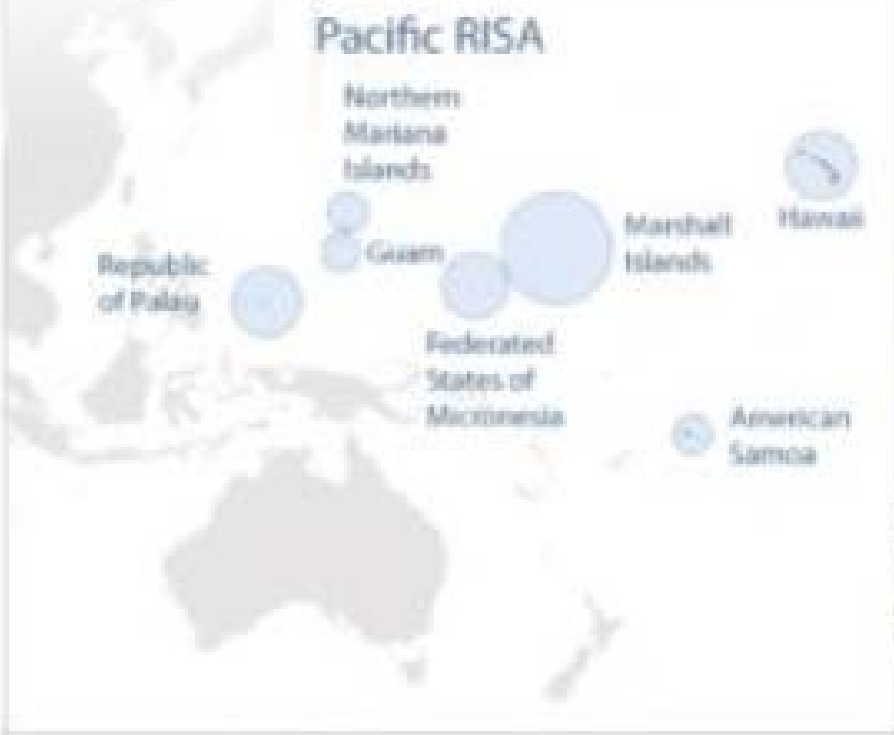 Pacific RISA
Northern
Mariana
Islands
Hawaii
Marshall
Islands
Guam
Republic
of Palau
Federated
States of
Micronesia
American
Samoa